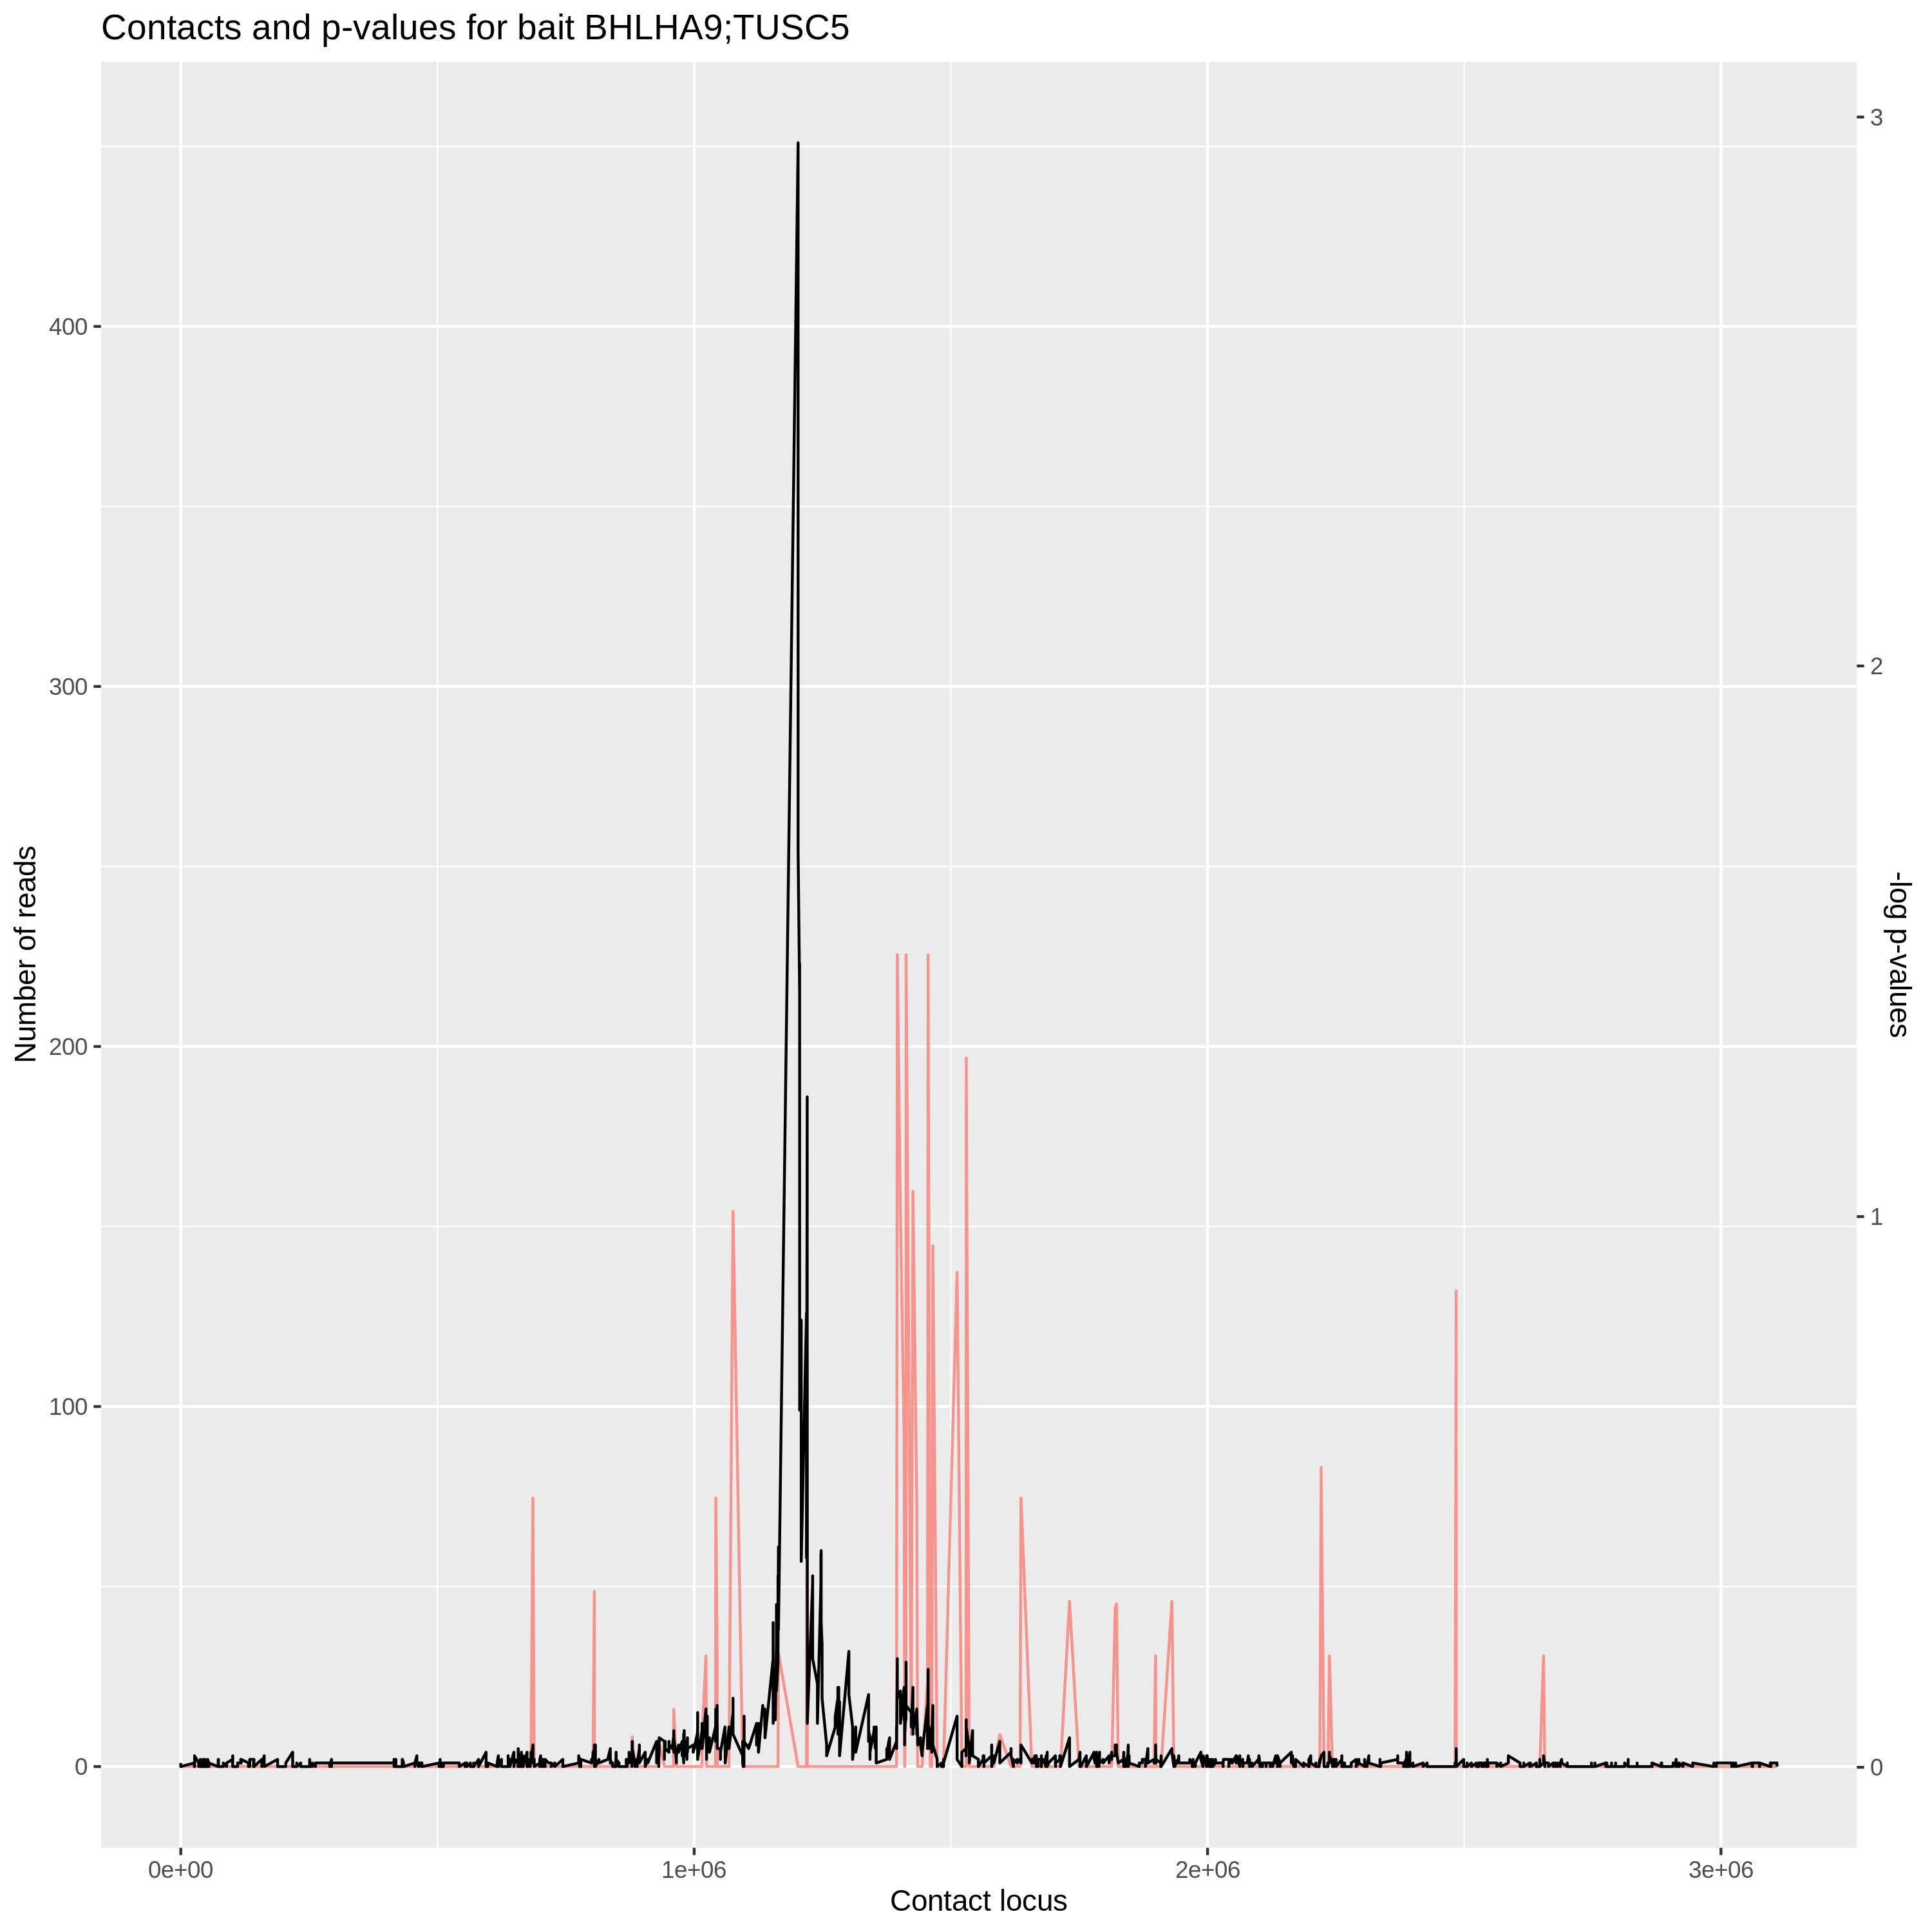 Contacts and p-values for bait BHLHA9;TUSC5
Number of reads
400
300
200
100
0
3
2
1
0
-log p-values
0e+00
1e+06
2e+06
3e+06
Contact locus